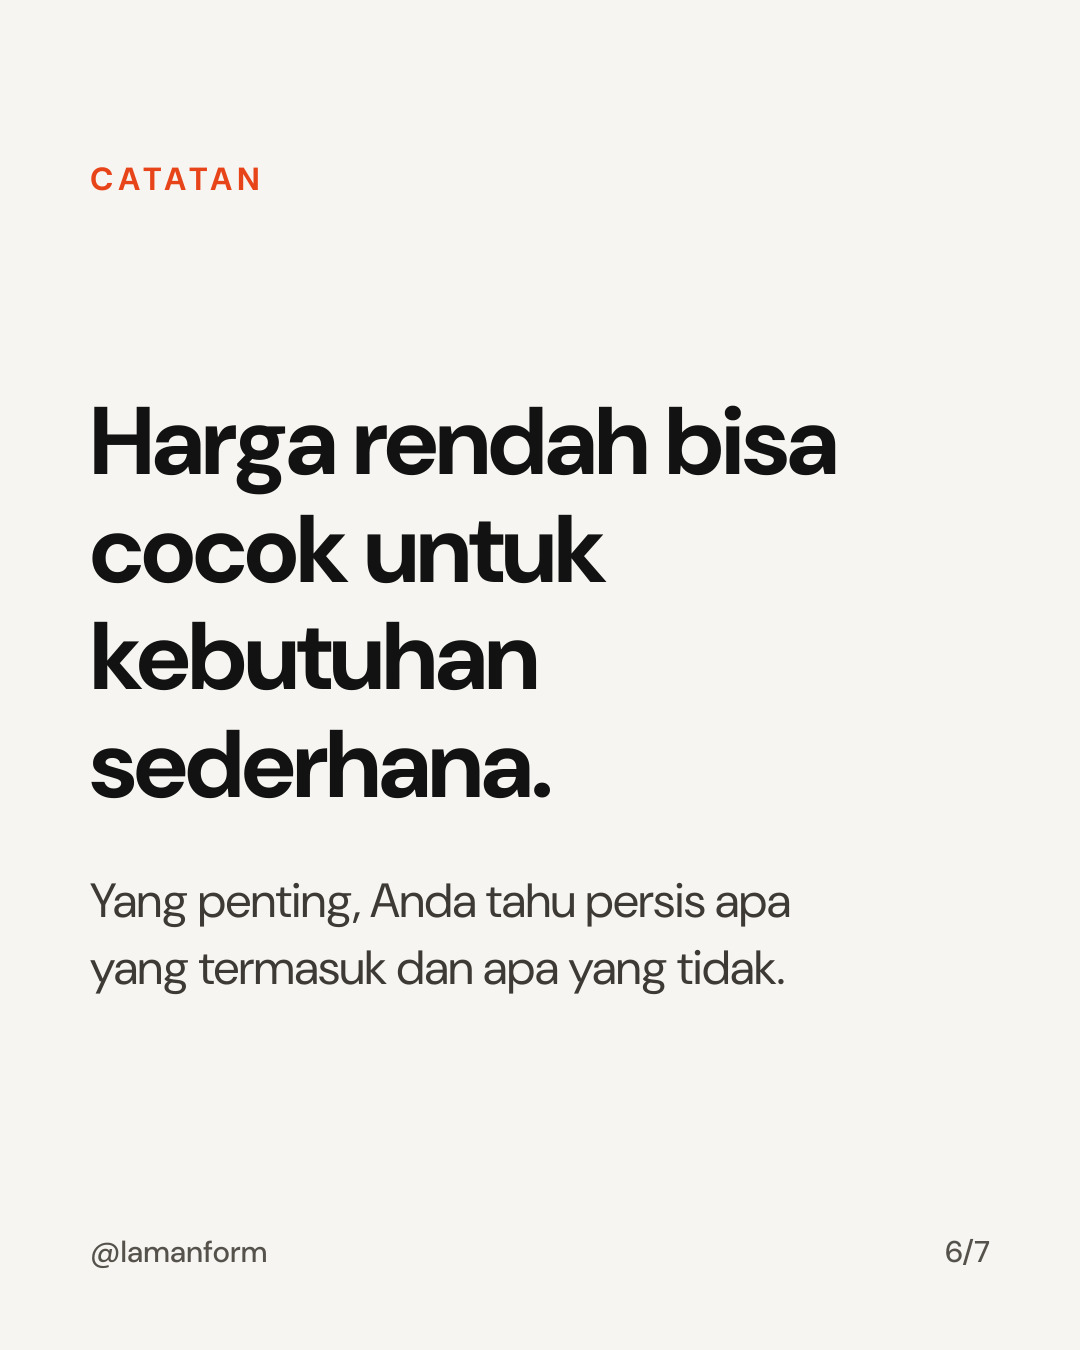 CATATAN
Harga rendah bisa
cocok untuk
kebutuhan
sederhana.
Yang penting, Anda tahu persis apa
yang termasuk dan apa yang tidak.
@lamanform
6/7